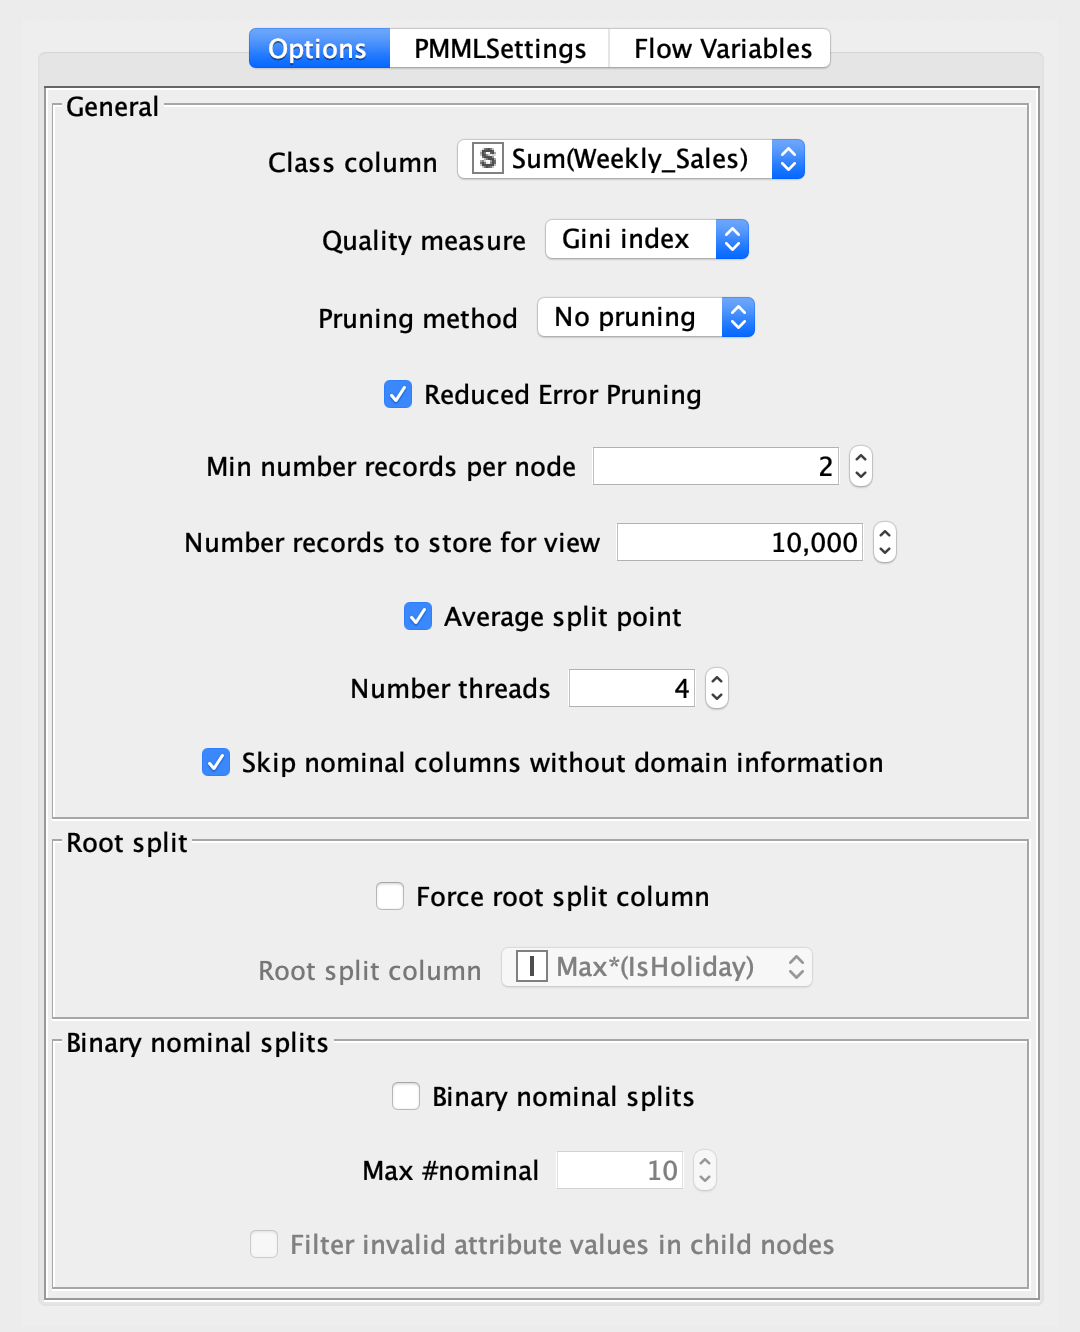 Options PMMLSettings Flow Variables
General
Class column S Sum(Weekly_Sales)
Quality measure Gini index
Pruning method No pruning
Reduced Error Pruning
Min number records per node 2
Number records to store for view 10,000
Average split point
Number threads 4
Skip nominal columns without domain information
Root split
Force root split column
Root split column I Max*(IsHoliday)
Binary nominal splits
Binary nominal splits
Max #nominal 10
Filter invalid attribute values in child nodes